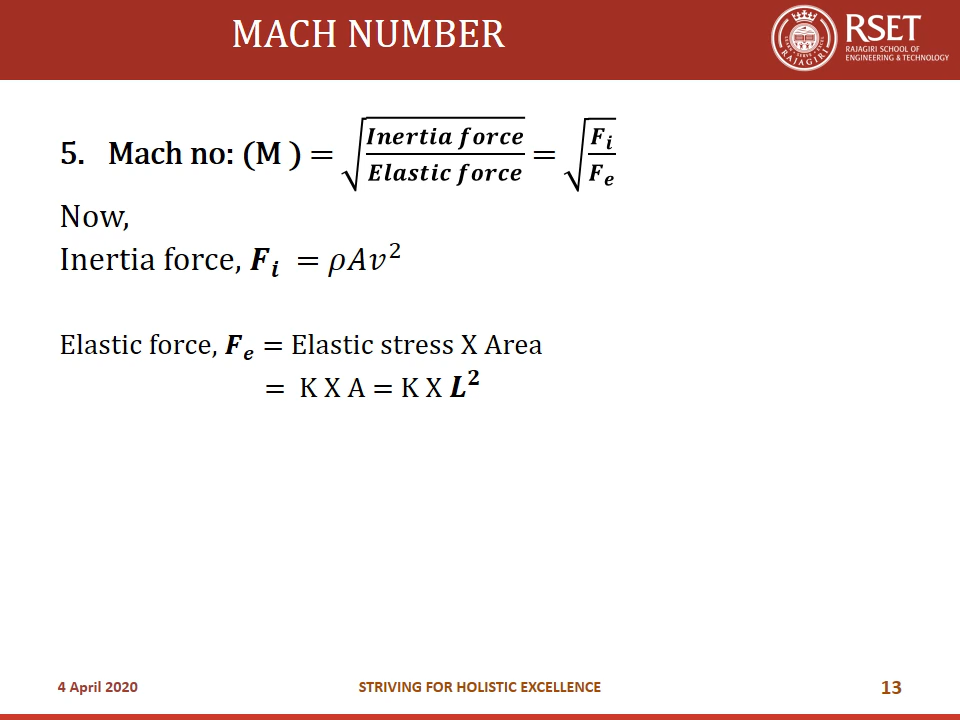 MACH NUMBER
RSET
RAJAGIRI SCHOOL OF
ENGINEERING & TECHNOLOGY
RAJAGIRI
5. Mach no: (M ) = √(Inertia force / Elastic force) = √(Fᵢ / Fₑ)
Now,
Inertia force, Fᵢ = ρAv²
Elastic force, Fₑ = Elastic stress X Area
= K X A = K X L²
4 April 2020
STRIVING FOR HOLISTIC EXCELLENCE
13